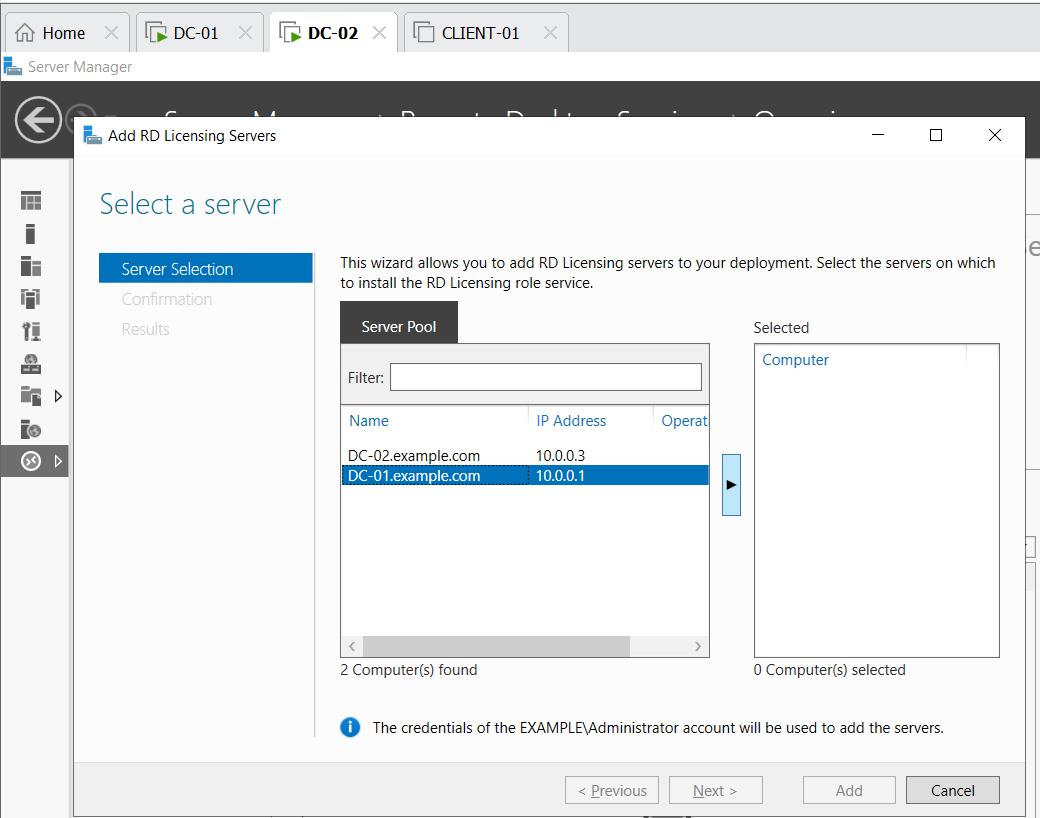 Home
DC-01
DC-02
CLIENT-01
Server Manager
Add RD Licensing Servers
Select a server
Server Selection
Confirmation
Results
This wizard allows you to add RD Licensing servers to your deployment. Select the servers on which
to install the RD Licensing role service.
Server Pool
Filter:
Name IP Address Operat
DC-02.example.com 10.0.0.3
DC-01.example.com 10.0.0.1
2 Computer(s) found
Selected
Computer
0 Computer(s) selected
The credentials of the EXAMPLE\Administrator account will be used to add the servers.
< Previous
Next >
Add
Cancel